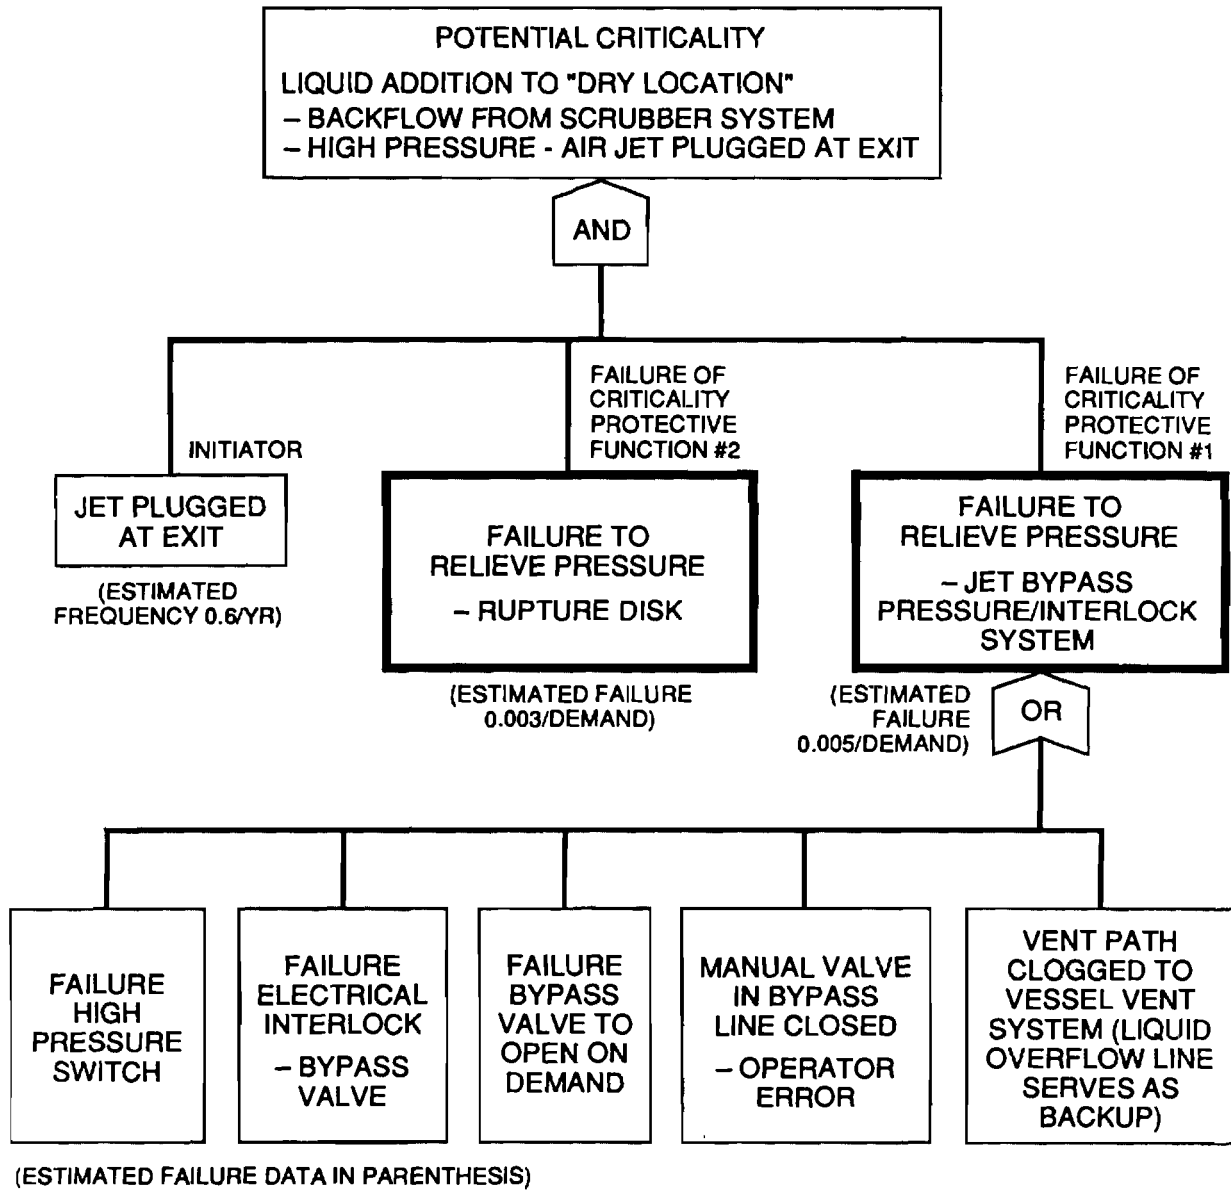 POTENTIAL CRITICALITY
LIQUID ADDITION TO "DRY LOCATION"
– BACKFLOW FROM SCRUBBER SYSTEM
– HIGH PRESSURE - AIR JET PLUGGED AT EXIT
AND
INITIATOR
JET PLUGGED
AT EXIT
(ESTIMATED
FREQUENCY 0.6/YR)
FAILURE OF
CRITICALITY
PROTECTIVE
FUNCTION #2
FAILURE TO
RELIEVE PRESSURE
– RUPTURE DISK
(ESTIMATED FAILURE
0.003/DEMAND)
FAILURE OF
CRITICALITY
PROTECTIVE
FUNCTION #1
FAILURE TO
RELIEVE PRESSURE
– JET BYPASS
PRESSURE/INTERLOCK
SYSTEM
(ESTIMATED
FAILURE
0.005/DEMAND)
OR
FAILURE
HIGH
PRESSURE
SWITCH
FAILURE
ELECTRICAL
INTERLOCK
– BYPASS
VALVE
FAILURE
BYPASS
VALVE TO
OPEN ON
DEMAND
MANUAL VALVE
IN BYPASS
LINE CLOSED
– OPERATOR
ERROR
VENT PATH
CLOGGED TO
VESSEL VENT
SYSTEM (LIQUID
OVERFLOW LINE
SERVES AS
BACKUP)
(ESTIMATED FAILURE DATA IN PARENTHESIS)